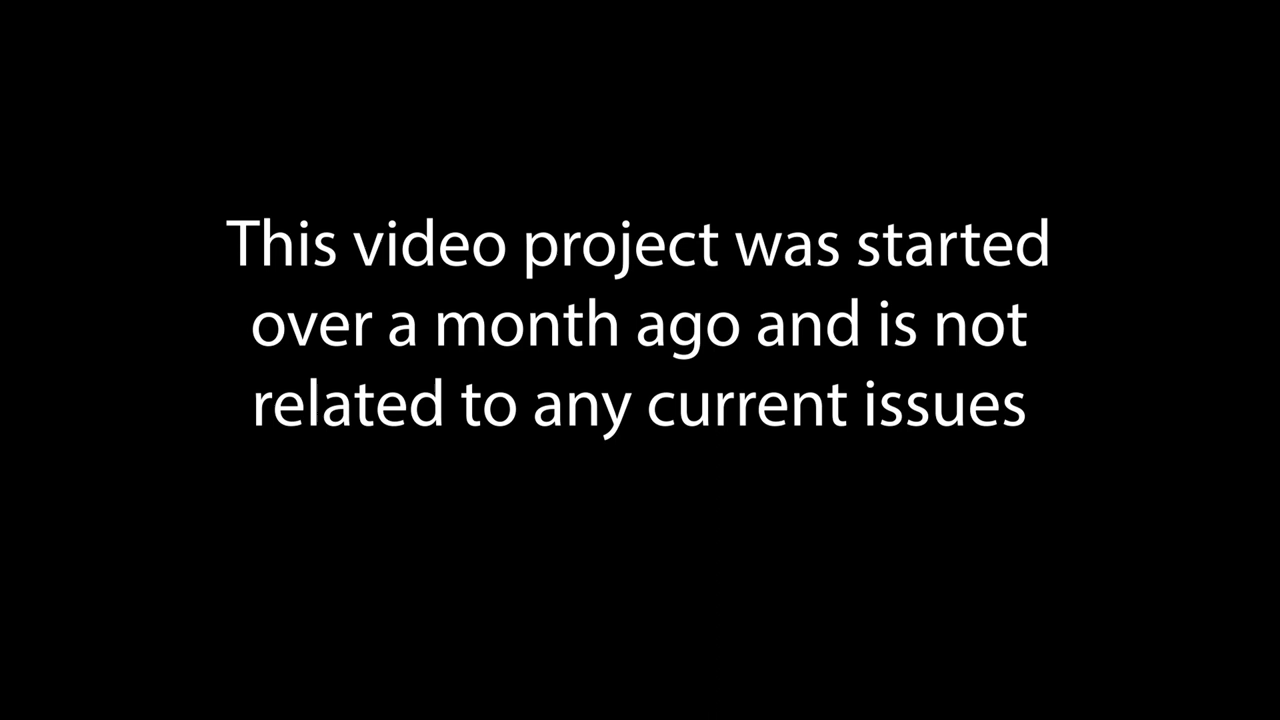 This video project was started
over a month ago and is not
related to any current issues